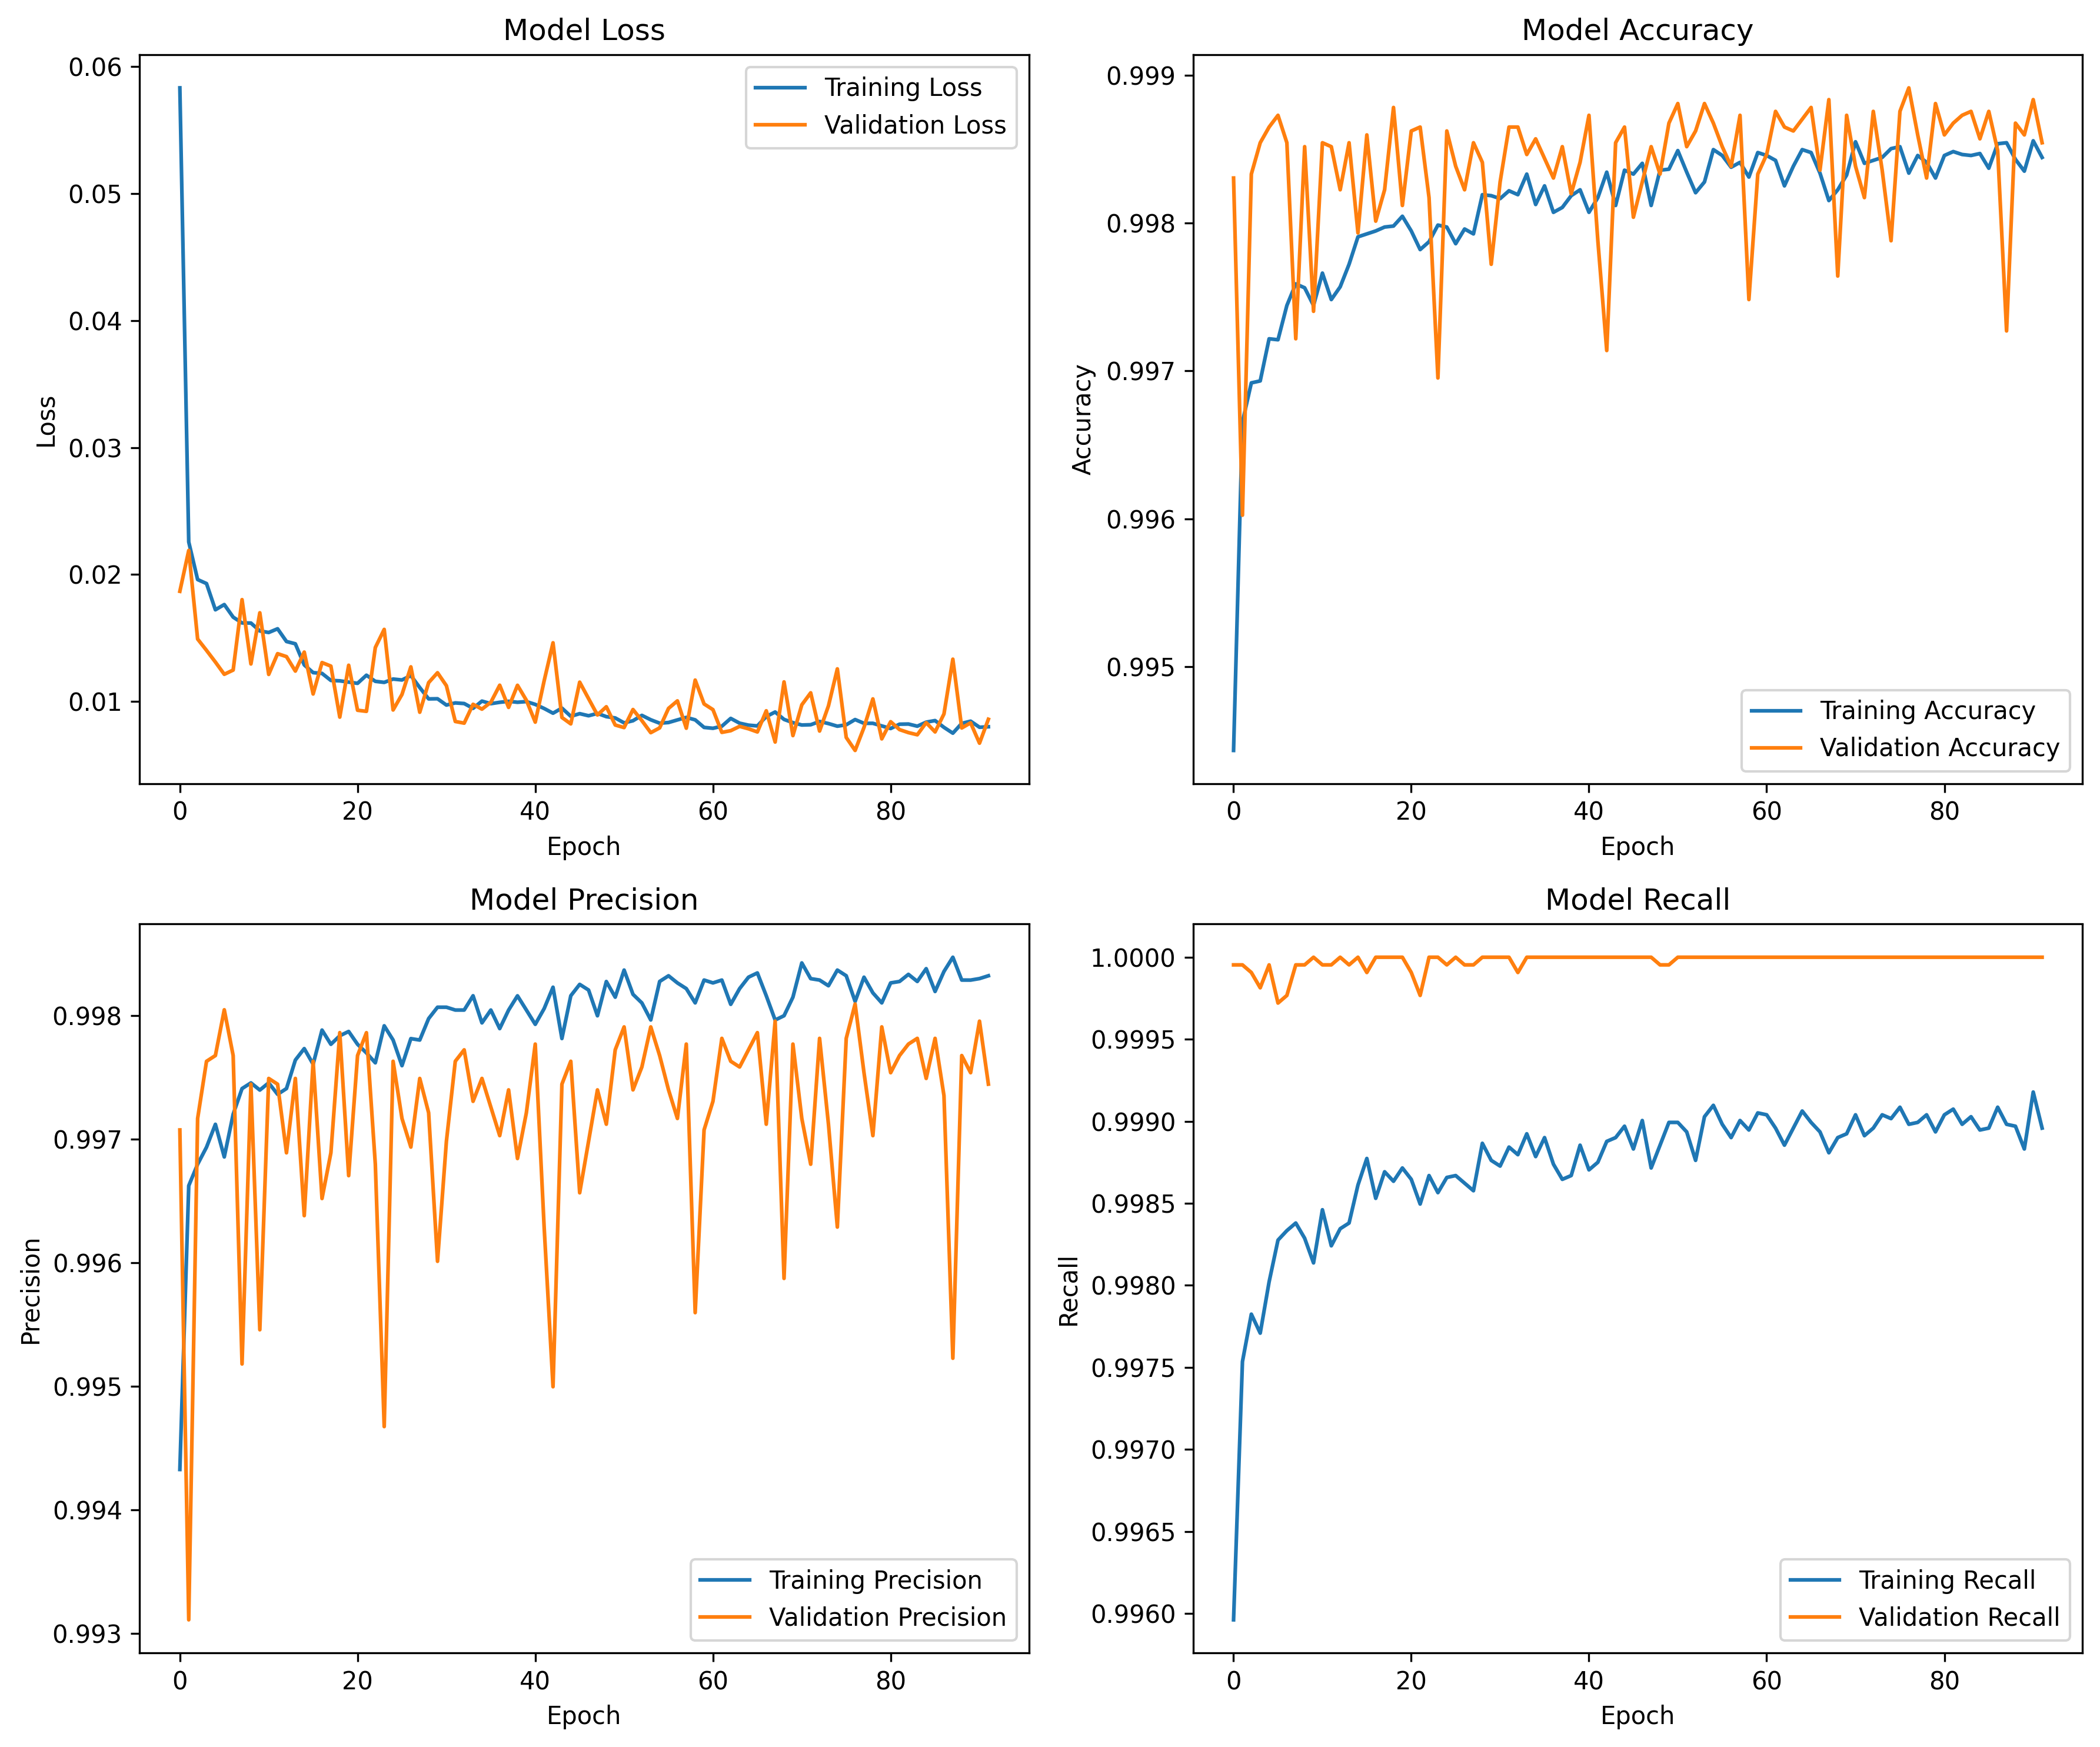 Model Loss
0.06
0.05
0.04
0.03
0.02
0.01
Loss
Training Loss
Validation Loss
0 20 40 60 80
Epoch
Model Accuracy
0.999
0.998
0.997
0.996
0.995
Accuracy
Training Accuracy
Validation Accuracy
0 20 40 60 80
Epoch
Model Precision
0.998
0.997
0.996
0.995
0.994
0.993
Precision
Training Precision
Validation Precision
0 20 40 60 80
Epoch
Model Recall
1.0000
0.9995
0.9990
0.9985
0.9980
0.9975
0.9970
0.9965
0.9960
Recall
Training Recall
Validation Recall
0 20 40 60 80
Epoch